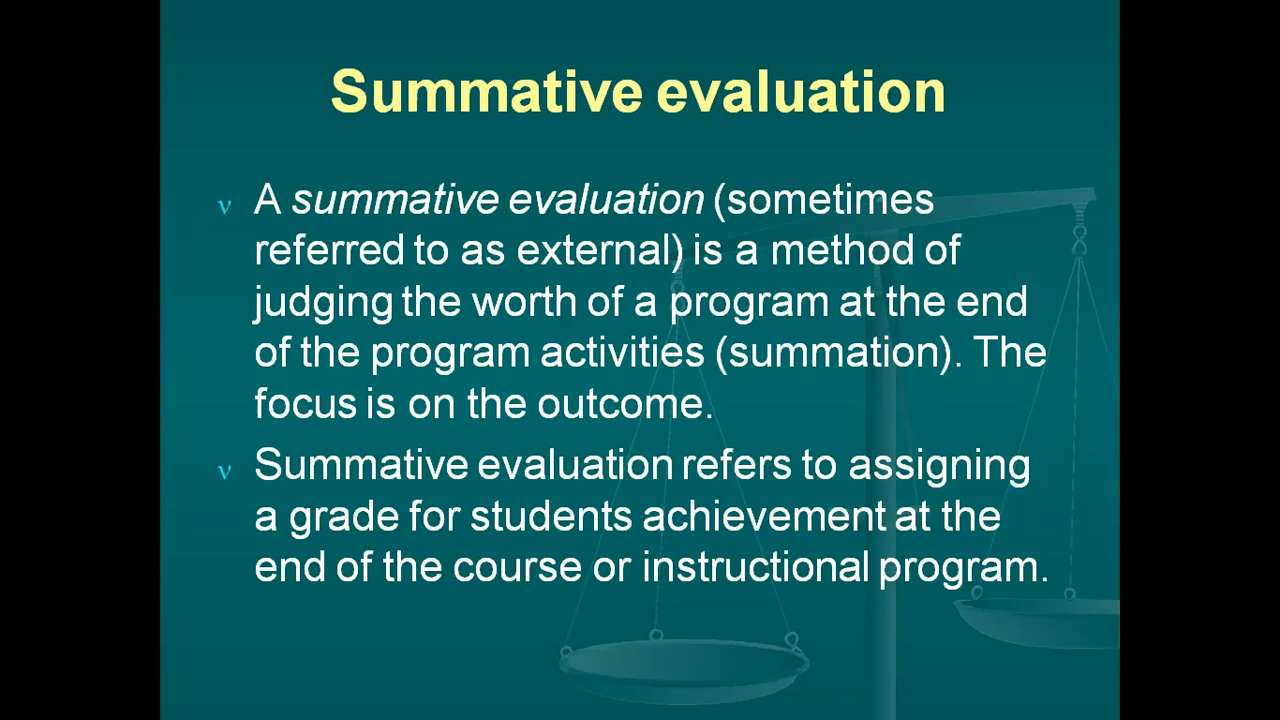 Summative evaluation
ν A summative evaluation (sometimes
referred to as external) is a method of
judging the worth of a program at the end
of the program activities (summation). The
focus is on the outcome.
ν Summative evaluation refers to assigning
a grade for students achievement at the
end of the course or instructional program.